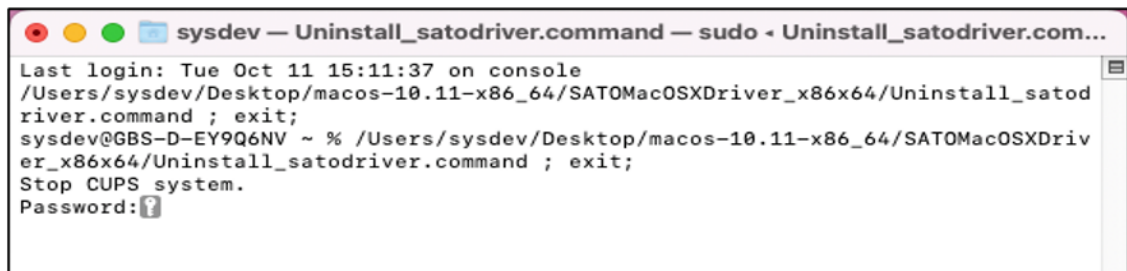 sysdev — Uninstall_satodriver.command — sudo ◂ Uninstall_satodriver.com...
Last login: Tue Oct 11 15:11:37 on console
/Users/sysdev/Desktop/macos-10.11-x86_64/SATOMacOSXDriver_x86x64/Uninstall_satod
river.command ; exit;
sysdev@GBS-D-EY9Q6NV ~ % /Users/sysdev/Desktop/macos-10.11-x86_64/SATOMacOSXDriv
er_x86x64/Uninstall_satodriver.command ; exit;
Stop CUPS system.
Password: